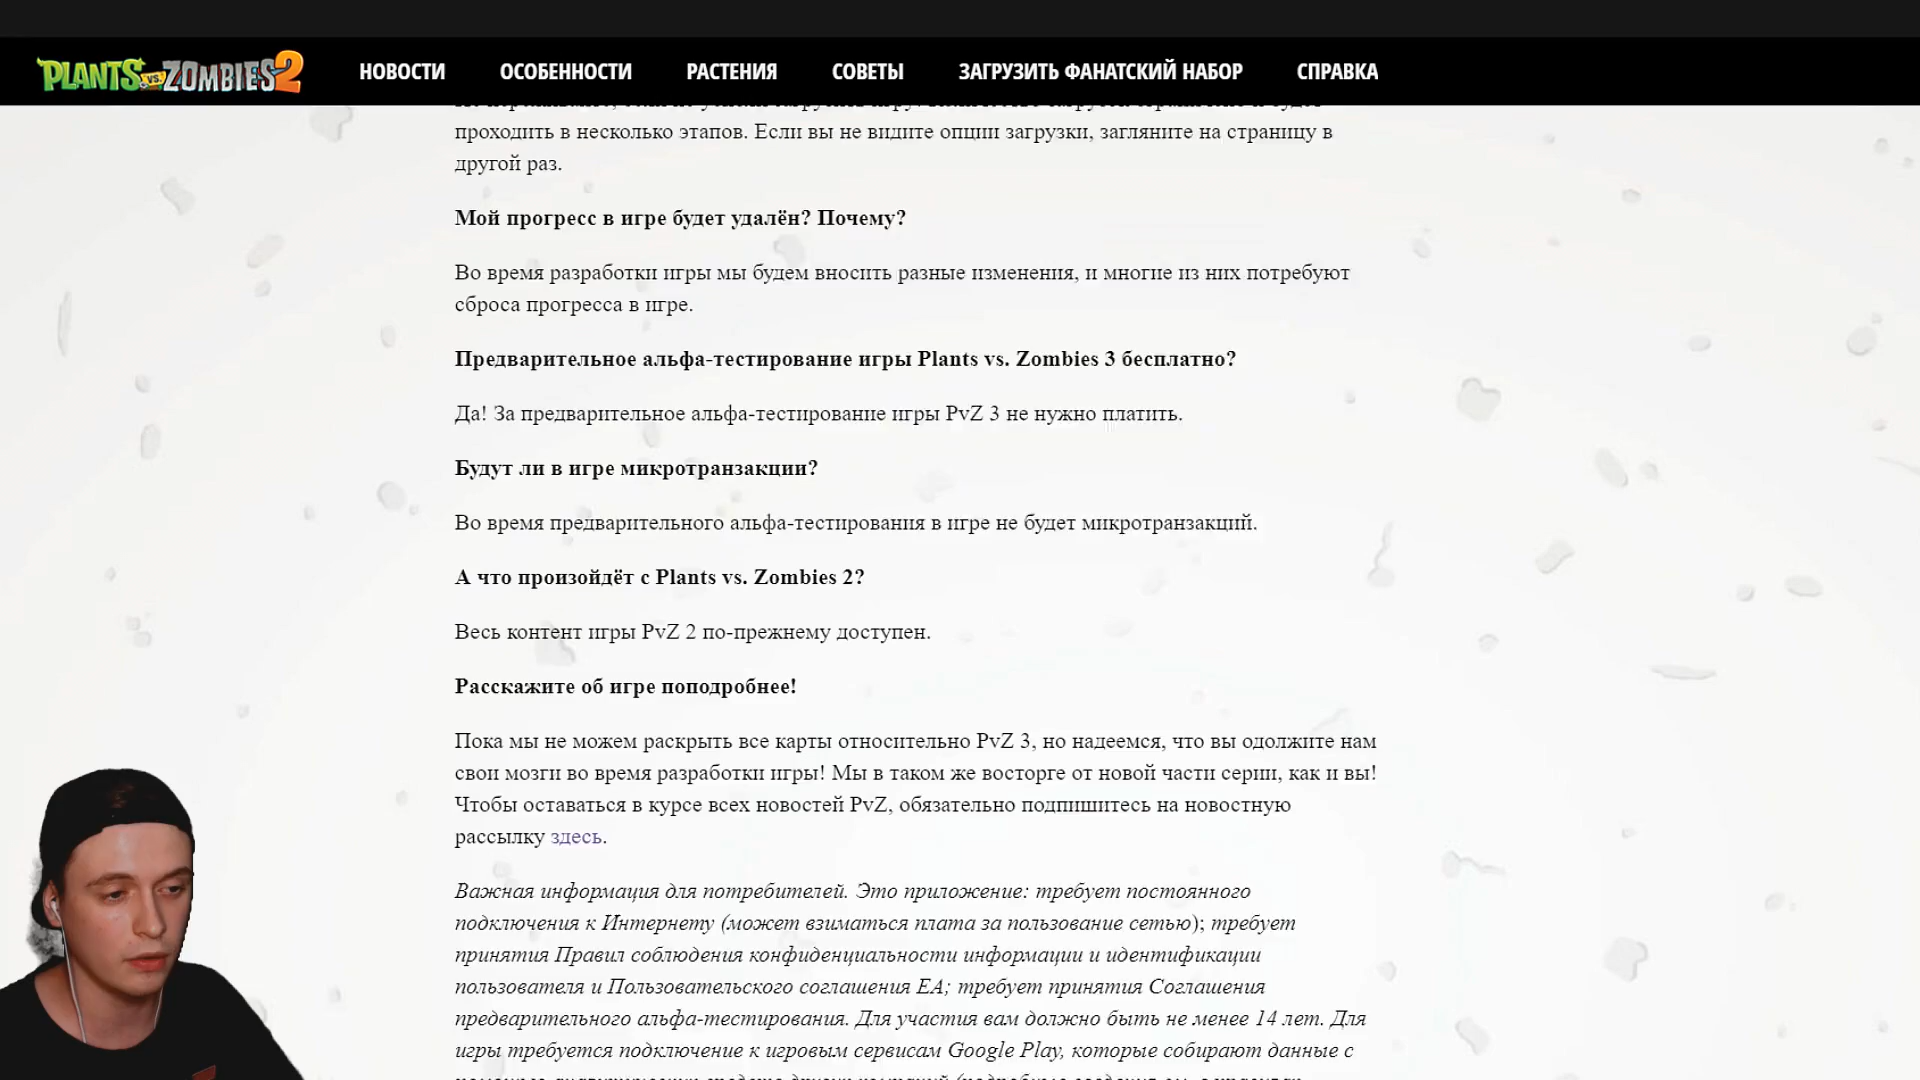 PLANTS VS. ZOMBIES 2
НОВОСТИ ОСОБЕННОСТИ РАСТЕНИЯ СОВЕТЫ ЗАГРУЗИТЬ ФАНАТСКИЙ НАБОР СПРАВКА
проходить в несколько этапов. Если вы не видите опции загрузки, загляните на страницу в
другой раз.
Мой прогресс в игре будет удалён? Почему?
Во время разработки игры мы будем вносить разные изменения, и многие из них потребуют
сброса прогресса в игре.
Предварительное альфа-тестирование игры Plants vs. Zombies 3 бесплатно?
Да! За предварительное альфа-тестирование игры PvZ 3 не нужно платить.
Будут ли в игре микротранзакции?
Во время предварительного альфа-тестирования в игре не будет микротранзакций.
А что произойдёт с Plants vs. Zombies 2?
Весь контент игры PvZ 2 по-прежнему доступен.
Расскажите об игре поподробнее!
Пока мы не можем раскрыть все карты относительно PvZ 3, но надеемся, что вы одолжите нам
свои мозги во время разработки игры! Мы в таком же восторге от новой части серии, как и вы!
Чтобы оставаться в курсе всех новостей PvZ, обязательно подпишитесь на новостную
рассылку здесь.
Важная информация для потребителей. Это приложение: требует постоянного
подключения к Интернету (может взиматься плата за пользование сетью); требует
принятия Правил соблюдения конфиденциальности информации и идентификации
пользователя и Пользовательского соглашения EA; требует принятия Соглашения
предварительного альфа-тестирования. Для участия вам должно быть не менее 14 лет. Для
игры требуется подключение к игровым сервисам Google Play, которые собирают данные с